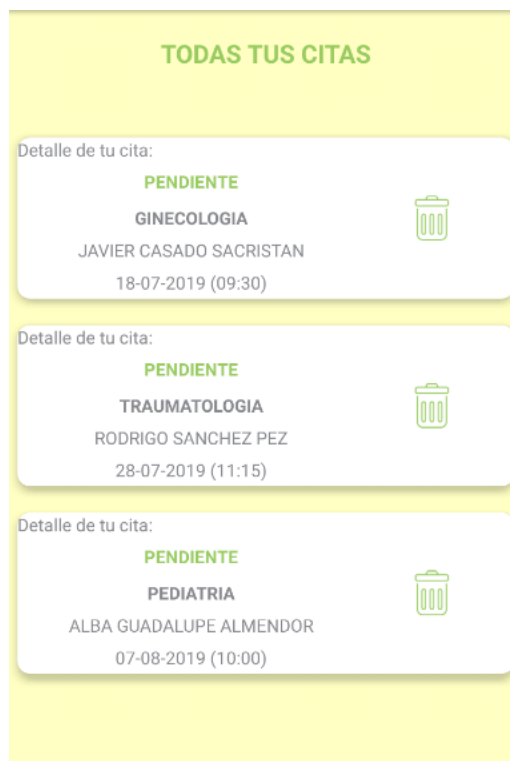 TODAS TUS CITAS
Detalle de tu cita:
PENDIENTE
GINECOLOGIA
JAVIER CASADO SACRISTAN
18-07-2019 (09:30)
Detalle de tu cita:
PENDIENTE
TRAUMATOLOGIA
RODRIGO SANCHEZ PEZ
28-07-2019 (11:15)
Detalle de tu cita:
PENDIENTE
PEDIATRIA
ALBA GUADALUPE ALMENDOR
07-08-2019 (10:00)